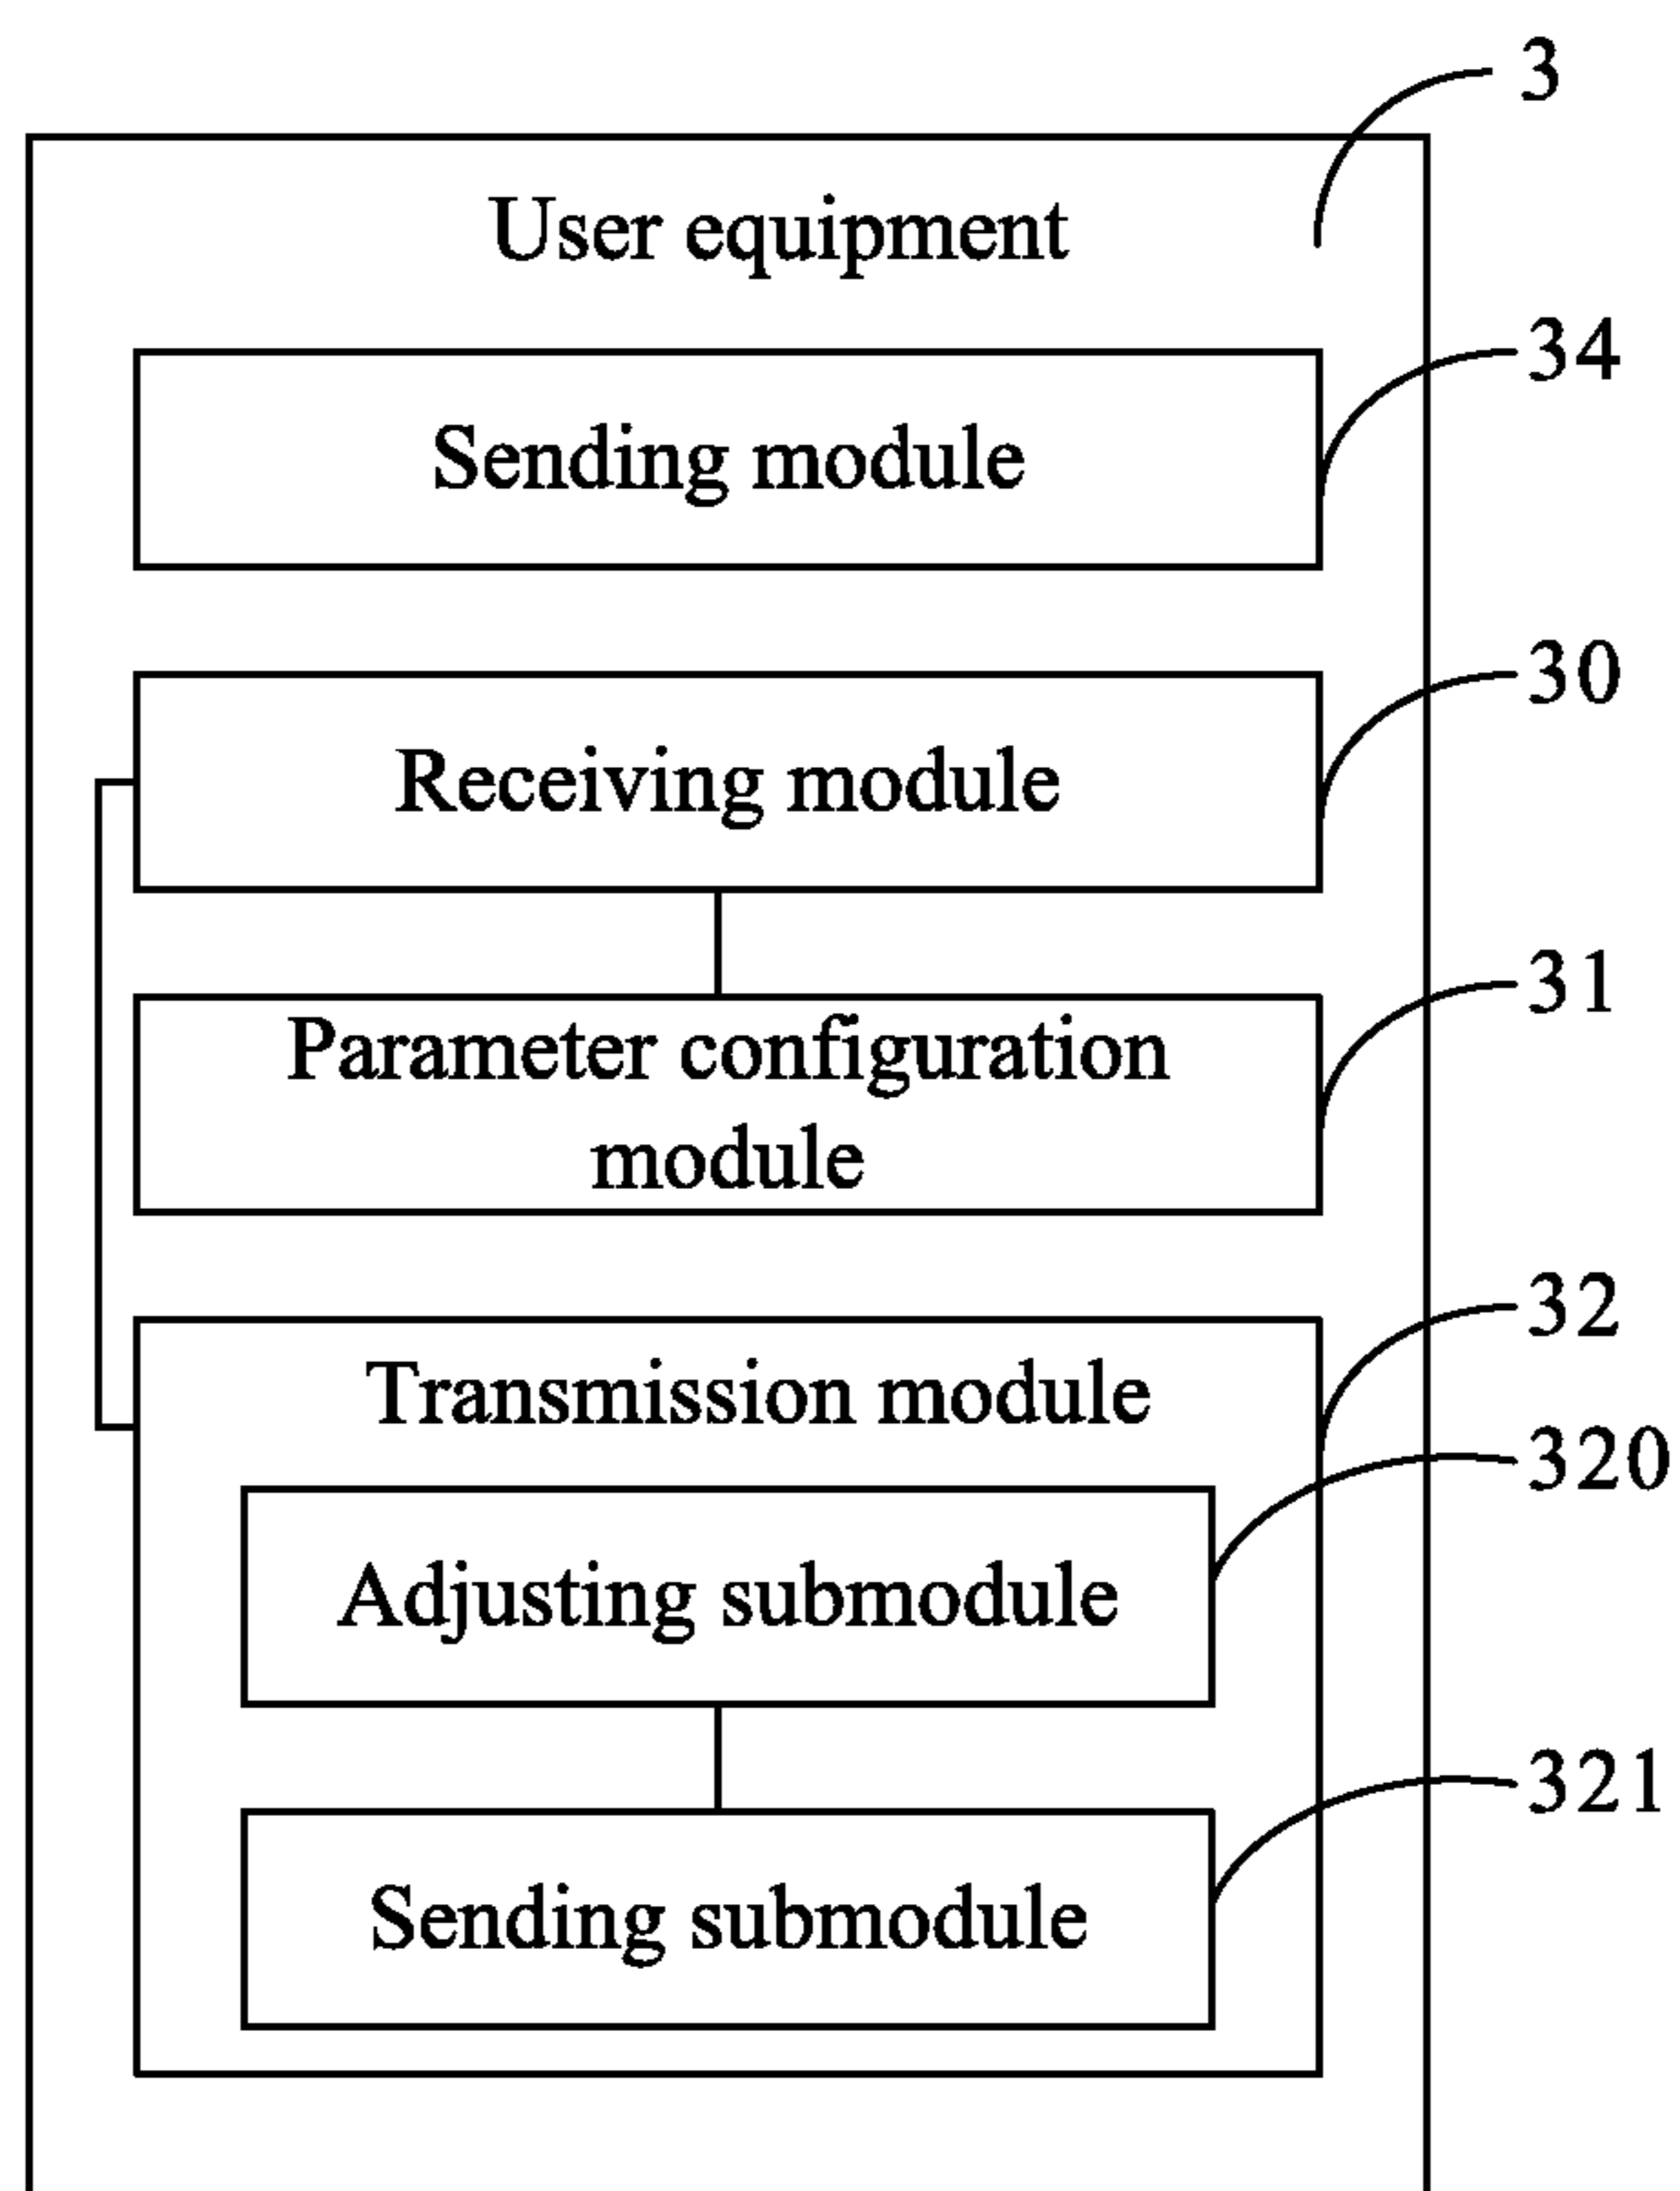 3
User equipment
34
Sending module
30
Receiving module
31
Parameter configuration
module
32
Transmission module
320
Adjusting submodule
321
Sending submodule